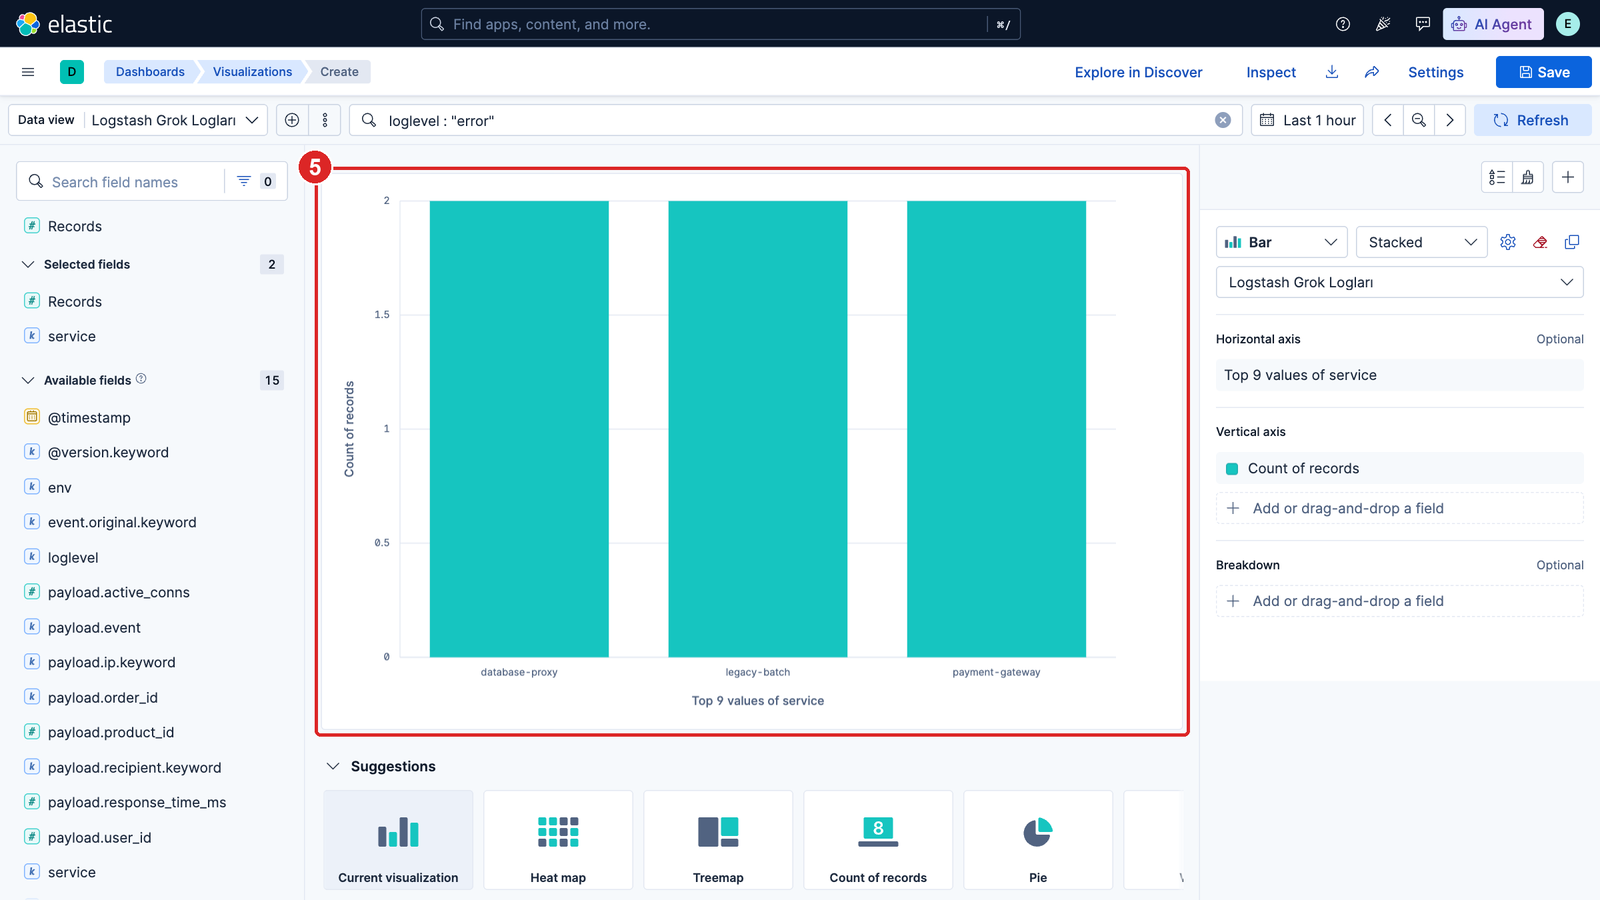 elastic
Find apps, content, and more.
⌘/
AI Agent
E
D
Dashboards
Visualizations
Create
Explore in Discover
Inspect
Settings
Save
Data view
Logstash Grok Logları
loglevel : "error"
Last 1 hour
Refresh
Search field names
0
Records
Selected fields
2
Records
service
Available fields
15
@timestamp
@version.keyword
env
event.original.keyword
loglevel
payload.active_conns
payload.event
payload.ip.keyword
payload.order_id
payload.product_id
payload.recipient.keyword
payload.response_time_ms
payload.user_id
service
5
Count of records
2
1.5
1
0.5
0
database-proxy
legacy-batch
payment-gateway
Top 9 values of service
Suggestions
Current visualization
Heat map
Treemap
8
Count of records
Pie
Bar
Stacked
Logstash Grok Logları
Horizontal axis
Optional
Top 9 values of service
Vertical axis
Count of records
Add or drag-and-drop a field
Breakdown
Optional
Add or drag-and-drop a field